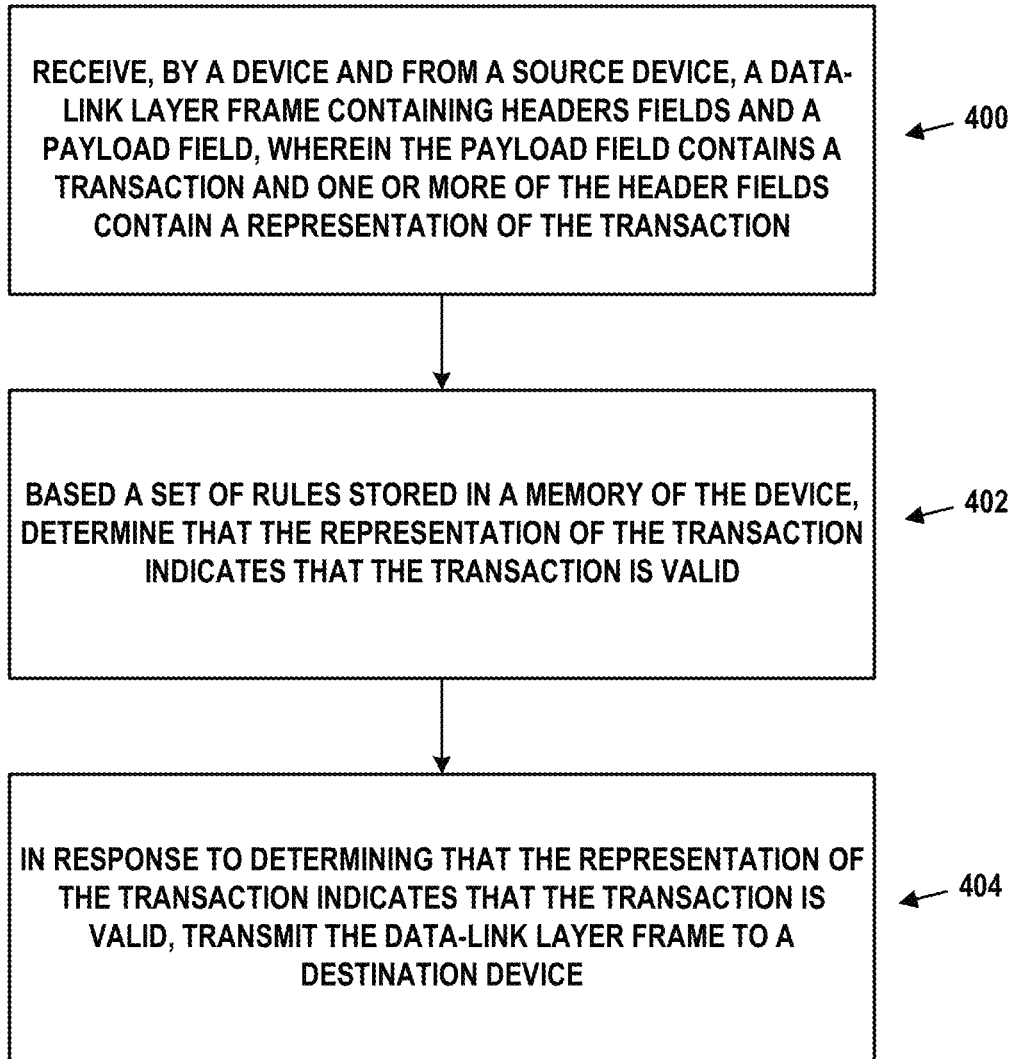 RECEIVE, BY A DEVICE AND FROM A SOURCE DEVICE, A DATA-
LINK LAYER FRAME CONTAINING HEADERS FIELDS AND A
PAYLOAD FIELD, WHEREIN THE PAYLOAD FIELD CONTAINS A
TRANSACTION AND ONE OR MORE OF THE HEADER FIELDS
CONTAIN A REPRESENTATION OF THE TRANSACTION
400
BASED A SET OF RULES STORED IN A MEMORY OF THE DEVICE,
DETERMINE THAT THE REPRESENTATION OF THE TRANSACTION
INDICATES THAT THE TRANSACTION IS VALID
402
IN RESPONSE TO DETERMINING THAT THE REPRESENTATION OF
THE TRANSACTION INDICATES THAT THE TRANSACTION IS
VALID, TRANSMIT THE DATA-LINK LAYER FRAME TO A
DESTINATION DEVICE
404